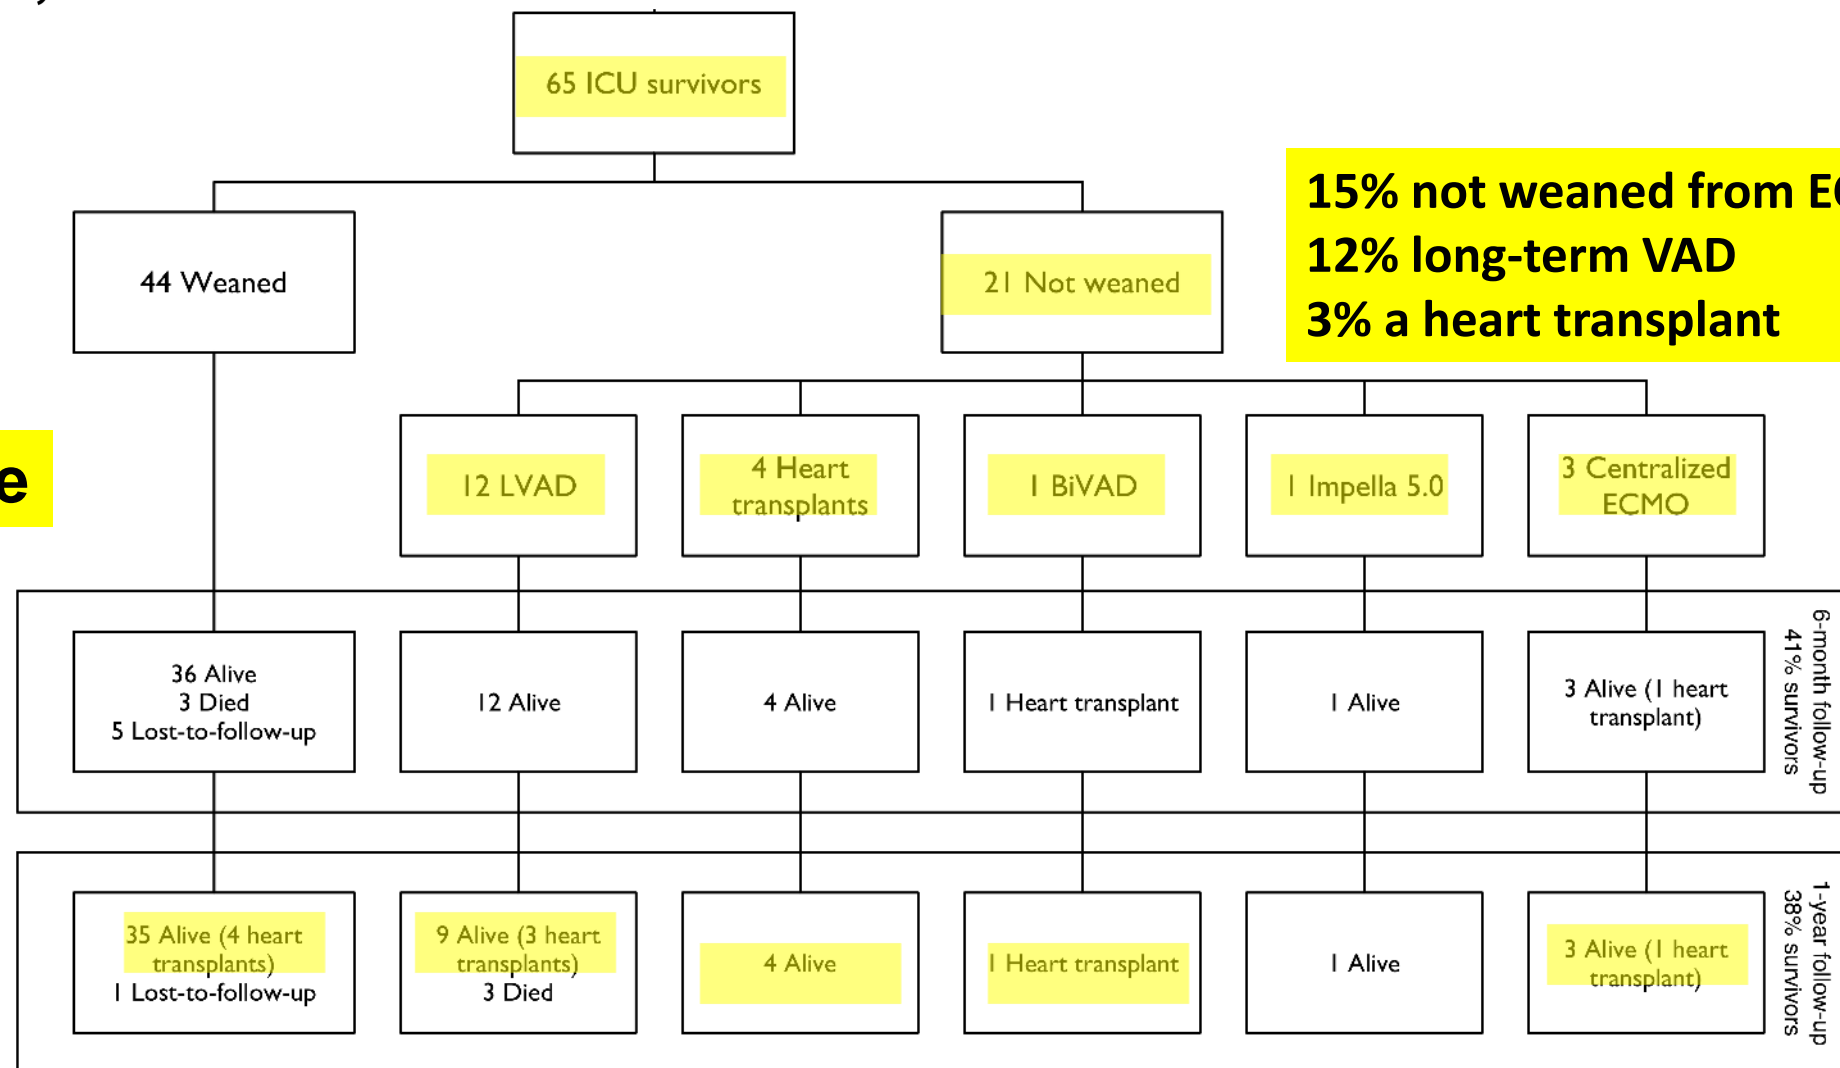 65 ICU survivors
15% not weaned from
12% long-term VAD
3% a heart transplant
44 Weaned
21 Not weaned
e
12 LVAD
4 Heart
transplants
1 BiVAD
1 Impella 5.0
3 Centralized
ECMO
36 Alive
3 Died
5 Lost-to-follow-up
12 Alive
4 Alive
1 Heart transplant
1 Alive
3 Alive (1 heart
transplant)
6-month follow-up
41% survivors
35 Alive (4 heart
transplants)
1 Lost-to-follow-up
9 Alive (3 heart
transplants)
3 Died
4 Alive
1 Heart transplant
1 Alive
3 Alive (1 heart
transplant)
1-year follow-up
38% survivors